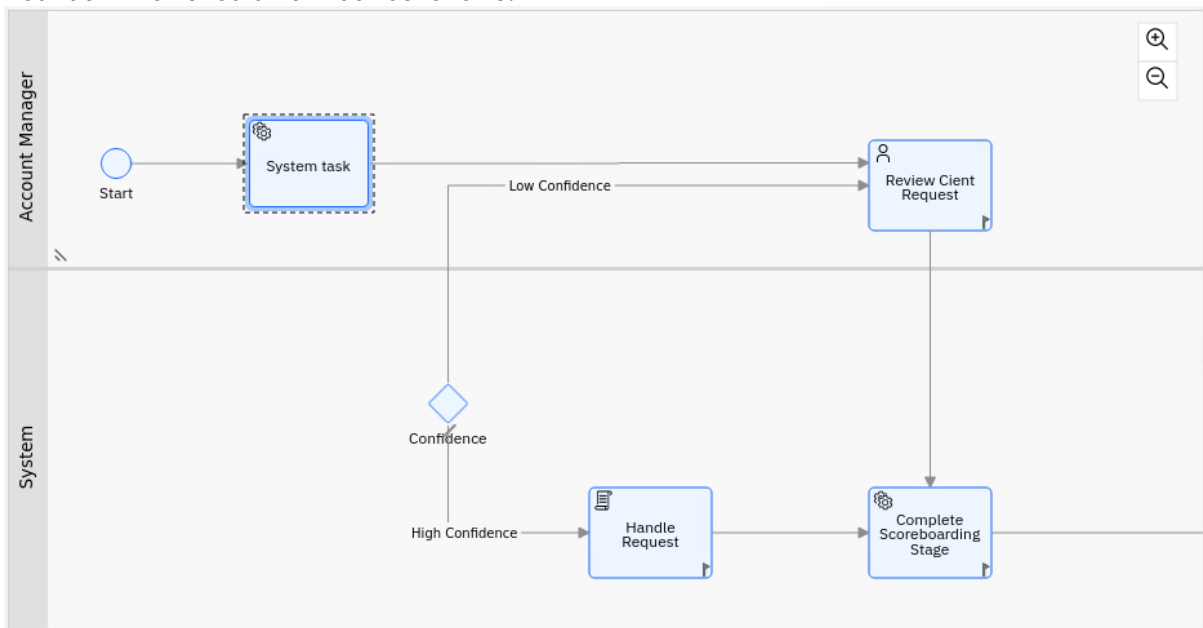 Account Manager
System task
Start
Low Confidence
Review Cient
Request
System
Confidence
High Confidence
Handle
Request
Complete
Scoreboarding
Stage